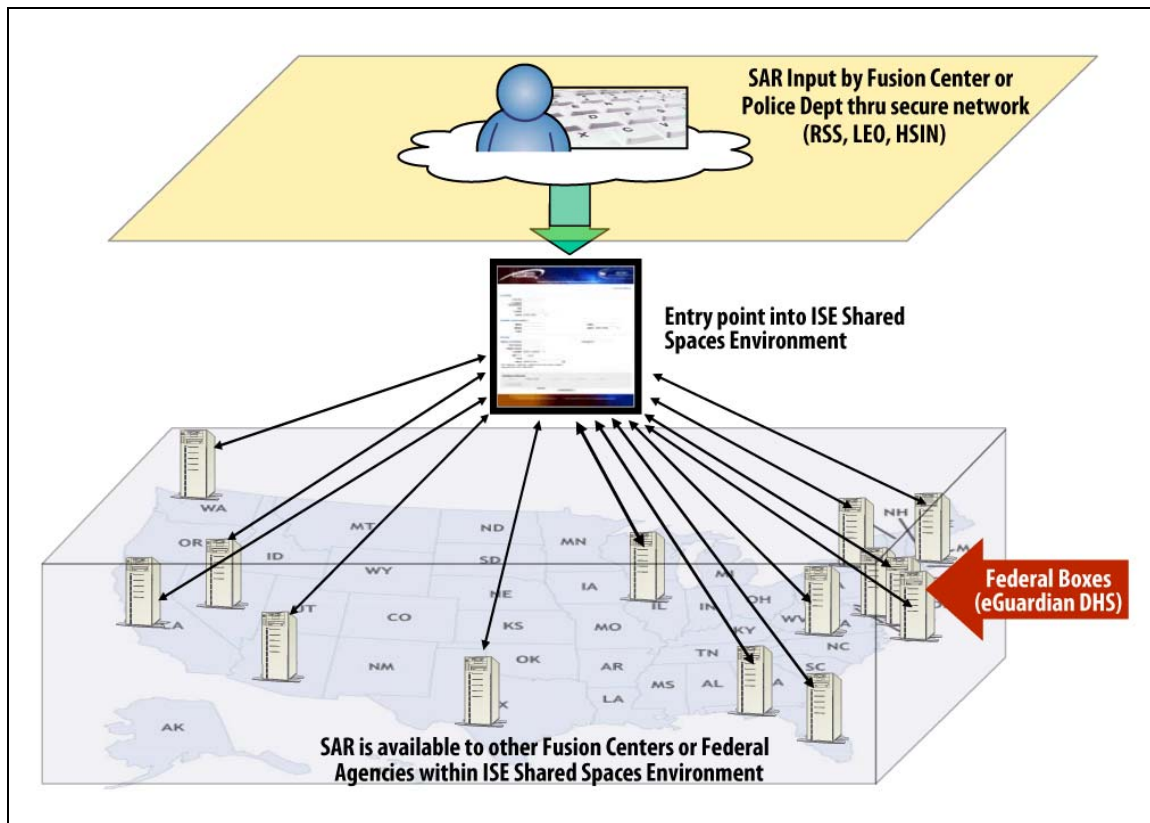 SAR Input by Fusion Center or
Police Dept thru secure network
(RSS, LEO, HSIN)
Entry point into ISE Shared
Spaces Environment
WA
MT
ND
MN
NH
OR
ID
SD
WY
MI
IA
NE
UT
CO
IL
IN
OH
CA
KS
MO
WV
KY
NC
NM
OK
AR
TN
SC
MS
AL
LA
AK
Federal Boxes
(eGuardian DHS)
SAR is available to other Fusion Centers or Federal
Agencies within ISE Shared Spaces Environment